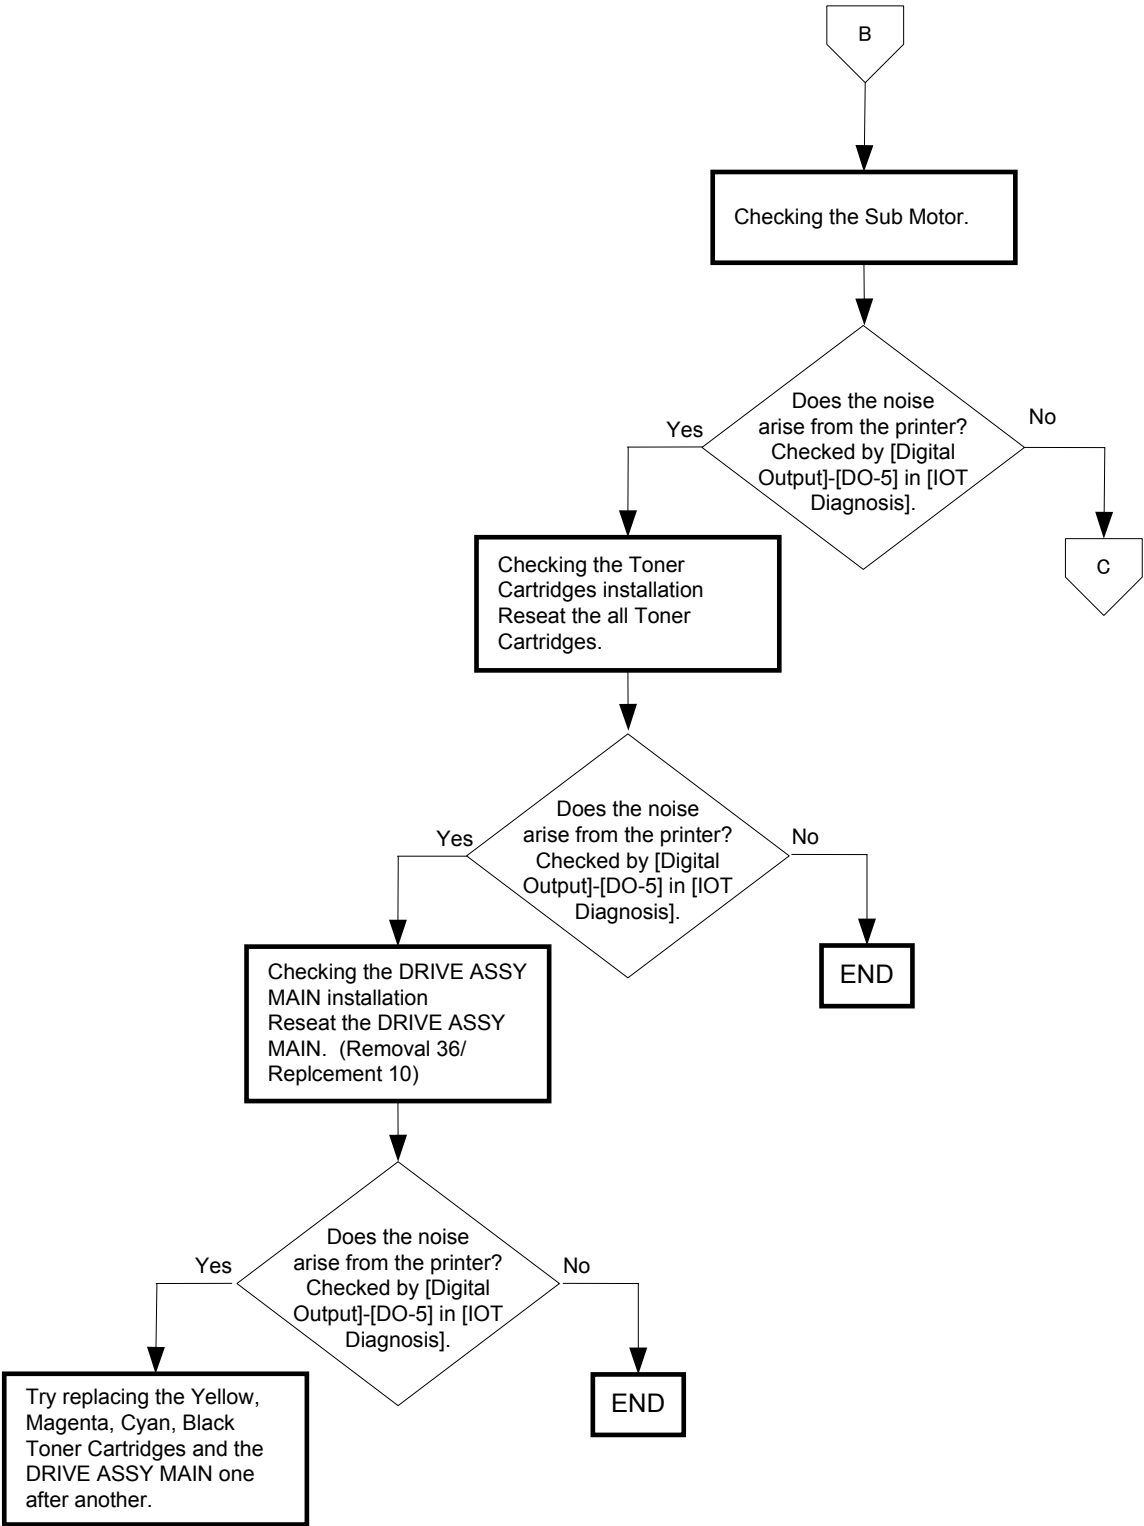 B
Checking the Sub Motor.
Does the noise
arise from the printer?
Checked by [Digital
Output]-[DO-5] in [IOT
Diagnosis].
Yes
No
C
Checking the Toner
Cartridges installation
Reseat the all Toner
Cartridges.
Does the noise
arise from the printer?
Checked by [Digital
Output]-[DO-5] in [IOT
Diagnosis].
Yes
No
END
Checking the DRIVE ASSY
MAIN installation
Reseat the DRIVE ASSY
MAIN.  (Removal 36/
Replcement 10)
Does the noise
arise from the printer?
Checked by [Digital
Output]-[DO-5] in [IOT
Diagnosis].
Yes
No
END
Try replacing the Yellow,
Magenta, Cyan, Black
Toner Cartridges and the
DRIVE ASSY MAIN one
after another.